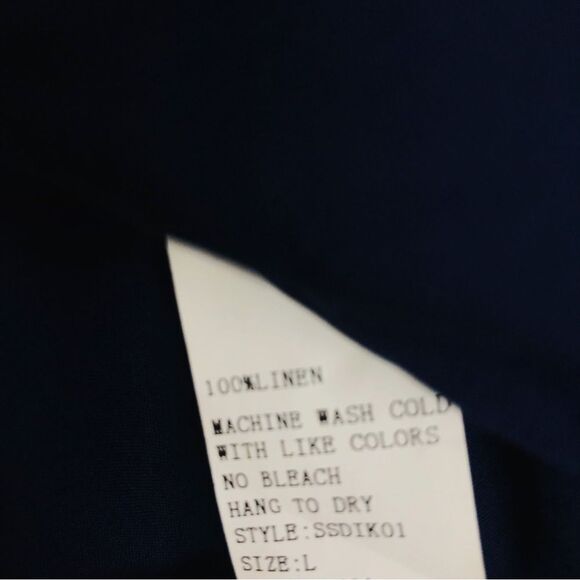 100%LINEN
MACHINE WASH COLD
WITH LIKE COLORS
NO BLEACH
HANG TO DRY
STYLE:SSDIK01
SIZE:L